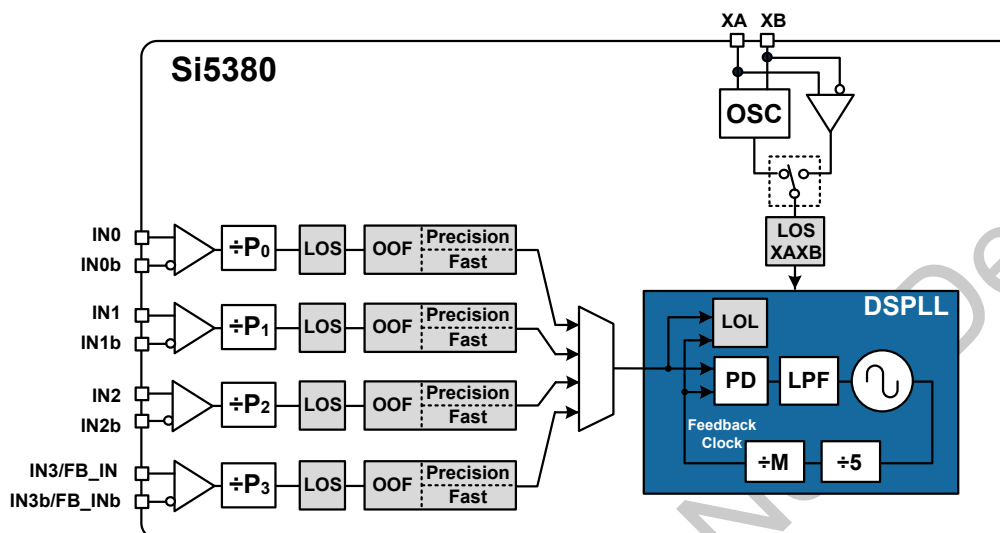 XA XB
Si5380
OSC
LOS
XAXB
IN0
IN0b
÷P0
LOS
OOF
Precision
Fast
IN1
IN1b
÷P1
LOS
OOF
Precision
Fast
IN2
IN2b
÷P2
LOS
OOF
Precision
Fast
IN3/FB_IN
IN3b/FB_INb
÷P3
LOS
OOF
Precision
Fast
DSPLL
LOL
PD
LPF
Feedback
Clock
÷M
÷5